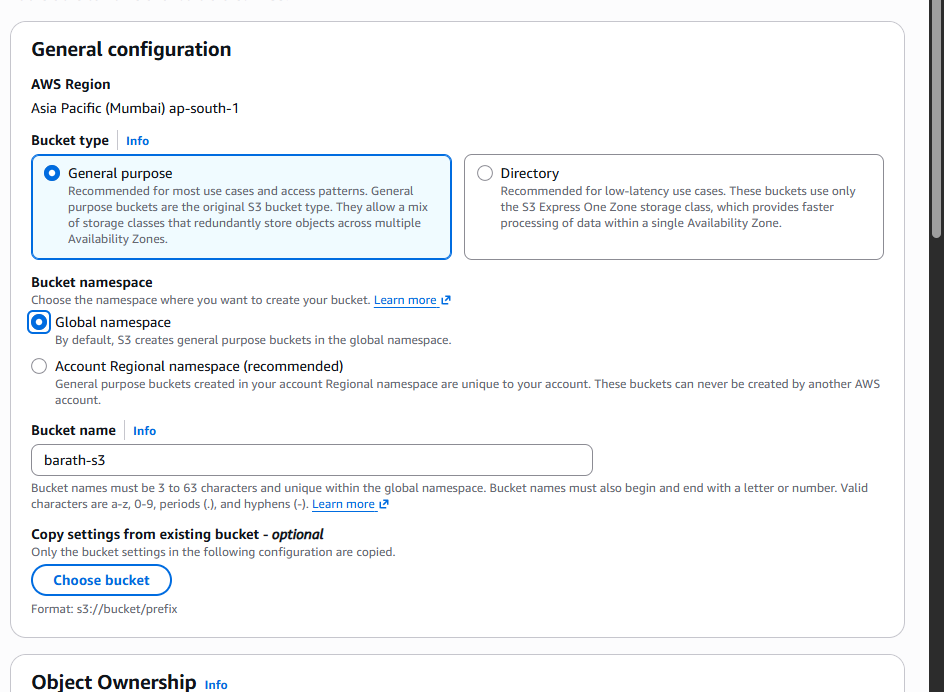 General configuration
AWS Region
Asia Pacific (Mumbai) ap-south-1
Bucket type
Info
General purpose
Recommended for most use cases and access patterns. General
purpose buckets are the original S3 bucket type. They allow a mix
of storage classes that redundantly store objects across multiple
Availability Zones.
Directory
Recommended for low-latency use cases. These buckets use only
the S3 Express One Zone storage class, which provides faster
processing of data within a single Availability Zone.
Bucket namespace
Choose the namespace where you want to create your bucket. Learn more
Global namespace
By default, S3 creates general purpose buckets in the global namespace.
Account Regional namespace (recommended)
General purpose buckets created in your account Regional namespace are unique to your account. These buckets can never be created by another AWS
account.
Bucket name
Info
barath-s3
Bucket names must be 3 to 63 characters and unique within the global namespace. Bucket names must also begin and end with a letter or number. Valid
characters are a-z, 0-9, periods (.), and hyphens (-). Learn more
Copy settings from existing bucket - optional
Only the bucket settings in the following configuration are copied.
Choose bucket
Format: s3://bucket/prefix
Object Ownership
Info